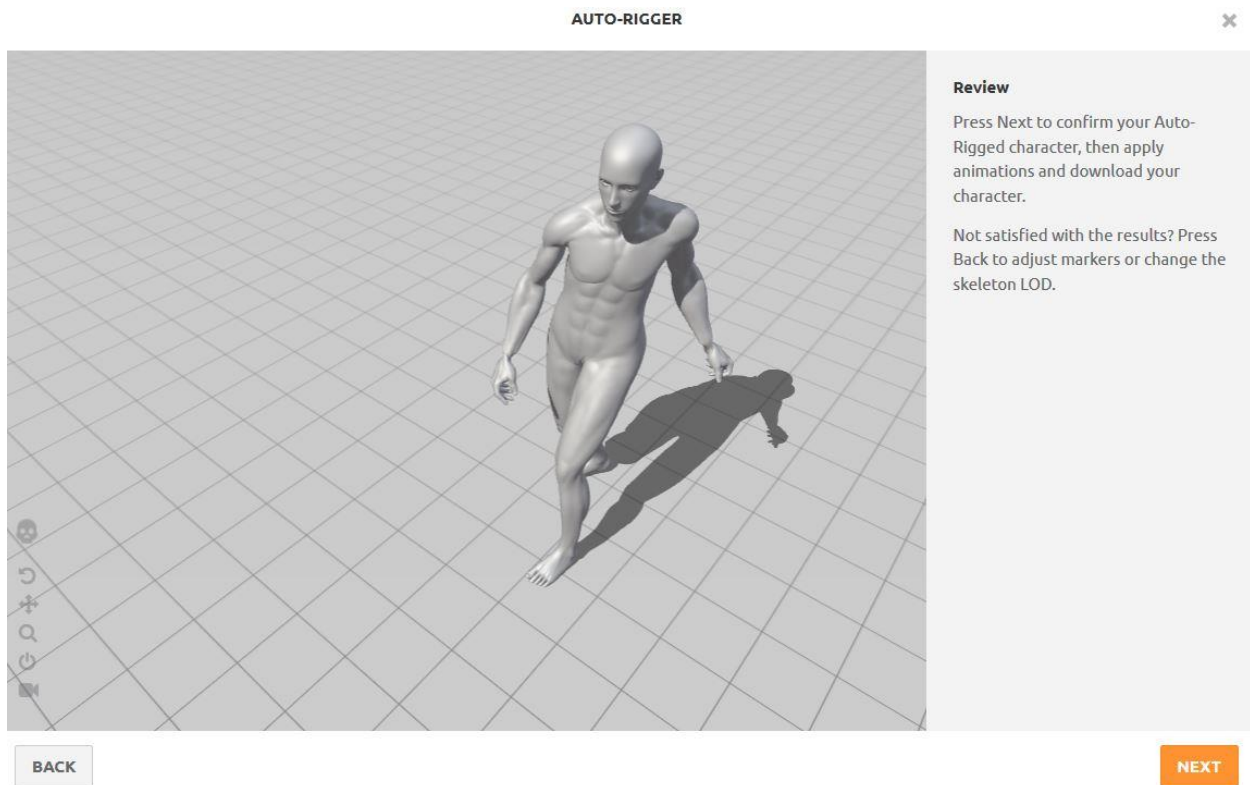 AUTO-RIGGER
Review
Press Next to confirm your Auto-
Rigged character, then apply
animations and download your
character.
Not satisfied with the results? Press
Back to adjust markers or change the
skeleton LOD.
BACK
NEXT